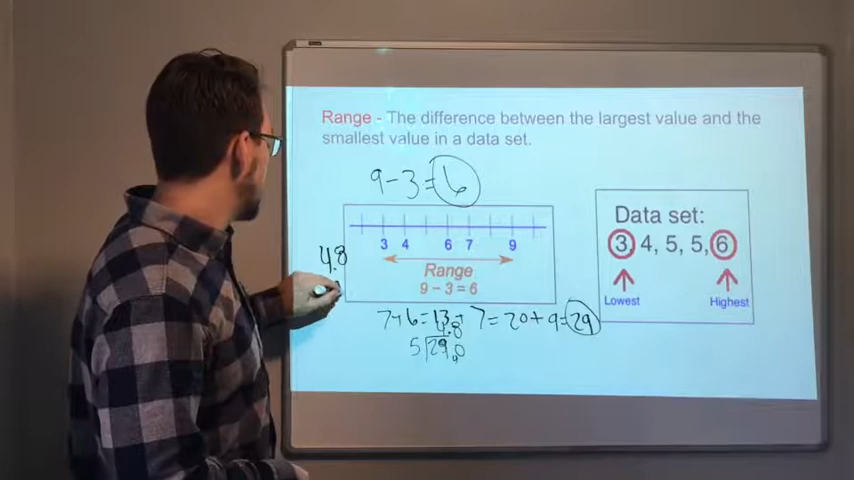 Range - The difference between the largest value and the
smallest value in a data set.
9-3=6
3 4 6 7 9
Range
9 - 3 = 6
4.8
7+6=13+7=20+9=29
4.8
5 29.0
Data set:
3, 4, 5, 5, 6
Lowest
Highest